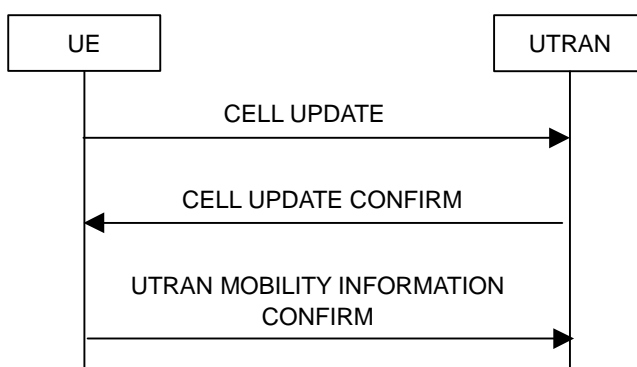 UE
UTRAN
CELL UPDATE
CELL UPDATE CONFIRM
UTRAN MOBILITY INFORMATION
CONFIRM